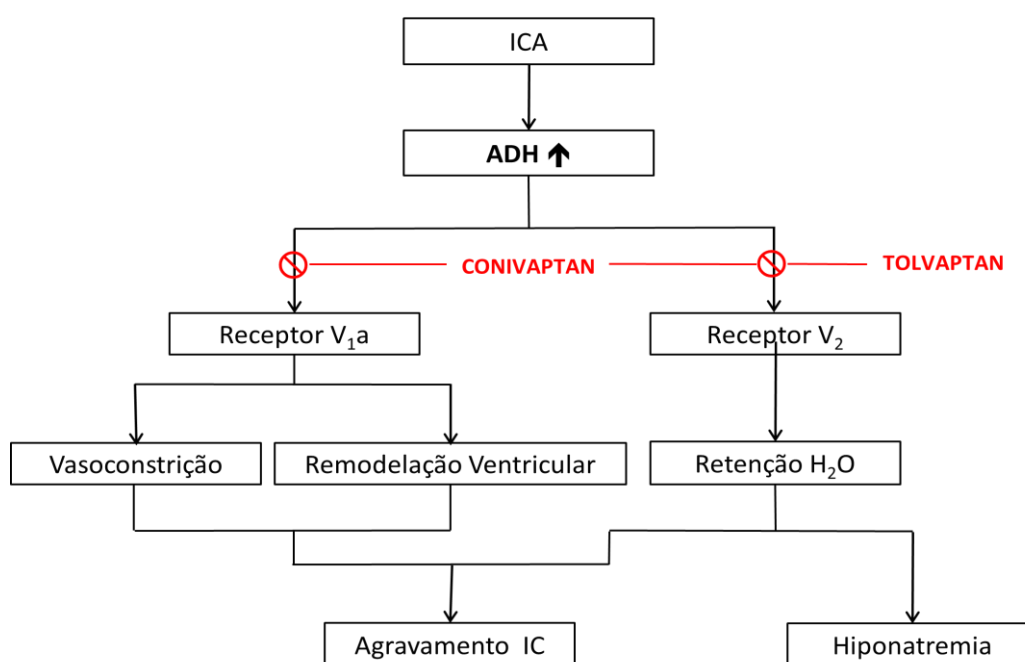 ICA
ADH ↑
CONIVAPTAN
TOLVAPTAN
Receptor V₁a
Receptor V₂
Vasoconstrição
Remodelação Ventricular
Retenção H₂O
Agravamento IC
Hiponatremia